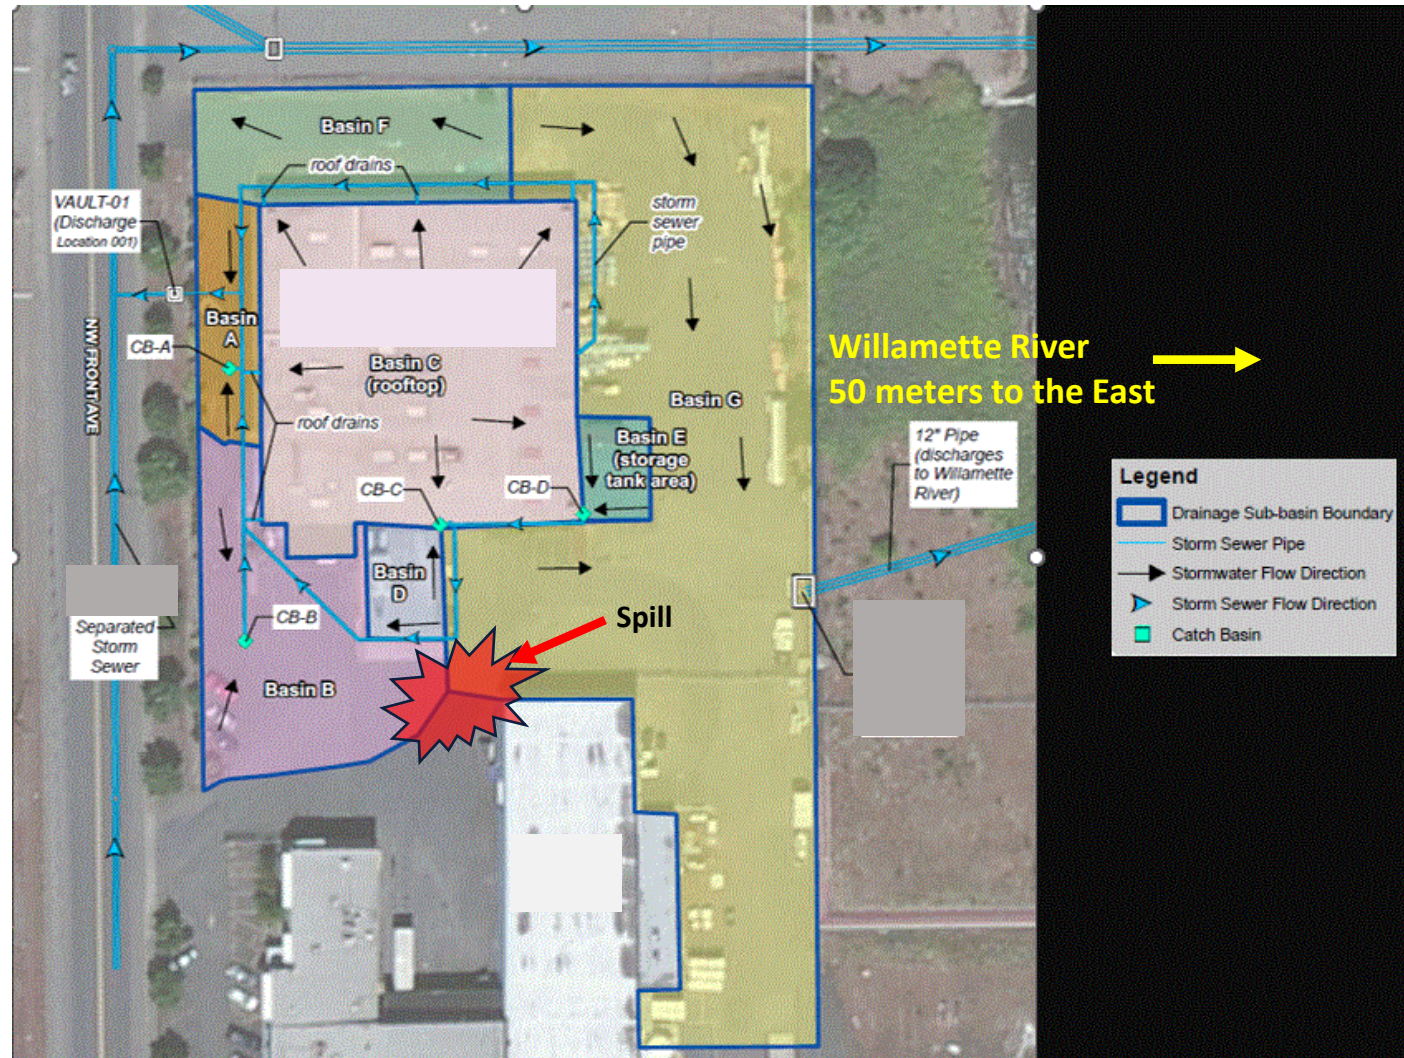 Basin F
roof drains
VAULT-01
(Discharge
Location 001)
storm
sewer
pipe
Basin
A
CB-A
NW FRONT AVE
Basin C
(rooftop)
Willamette River
50 meters to the East
Basin G
roof drains
Basin E
(storage
tank area)
12" Pipe
(discharges
to Willamette
River)
CB-C
CB-D
Legend
Drainage Sub-basin Boundary
Storm Sewer Pipe
Stormwater Flow Direction
Storm Sewer Flow Direction
Catch Basin
Basin
D
CB-B
Spill
Separated
Storm
Sewer
Basin B